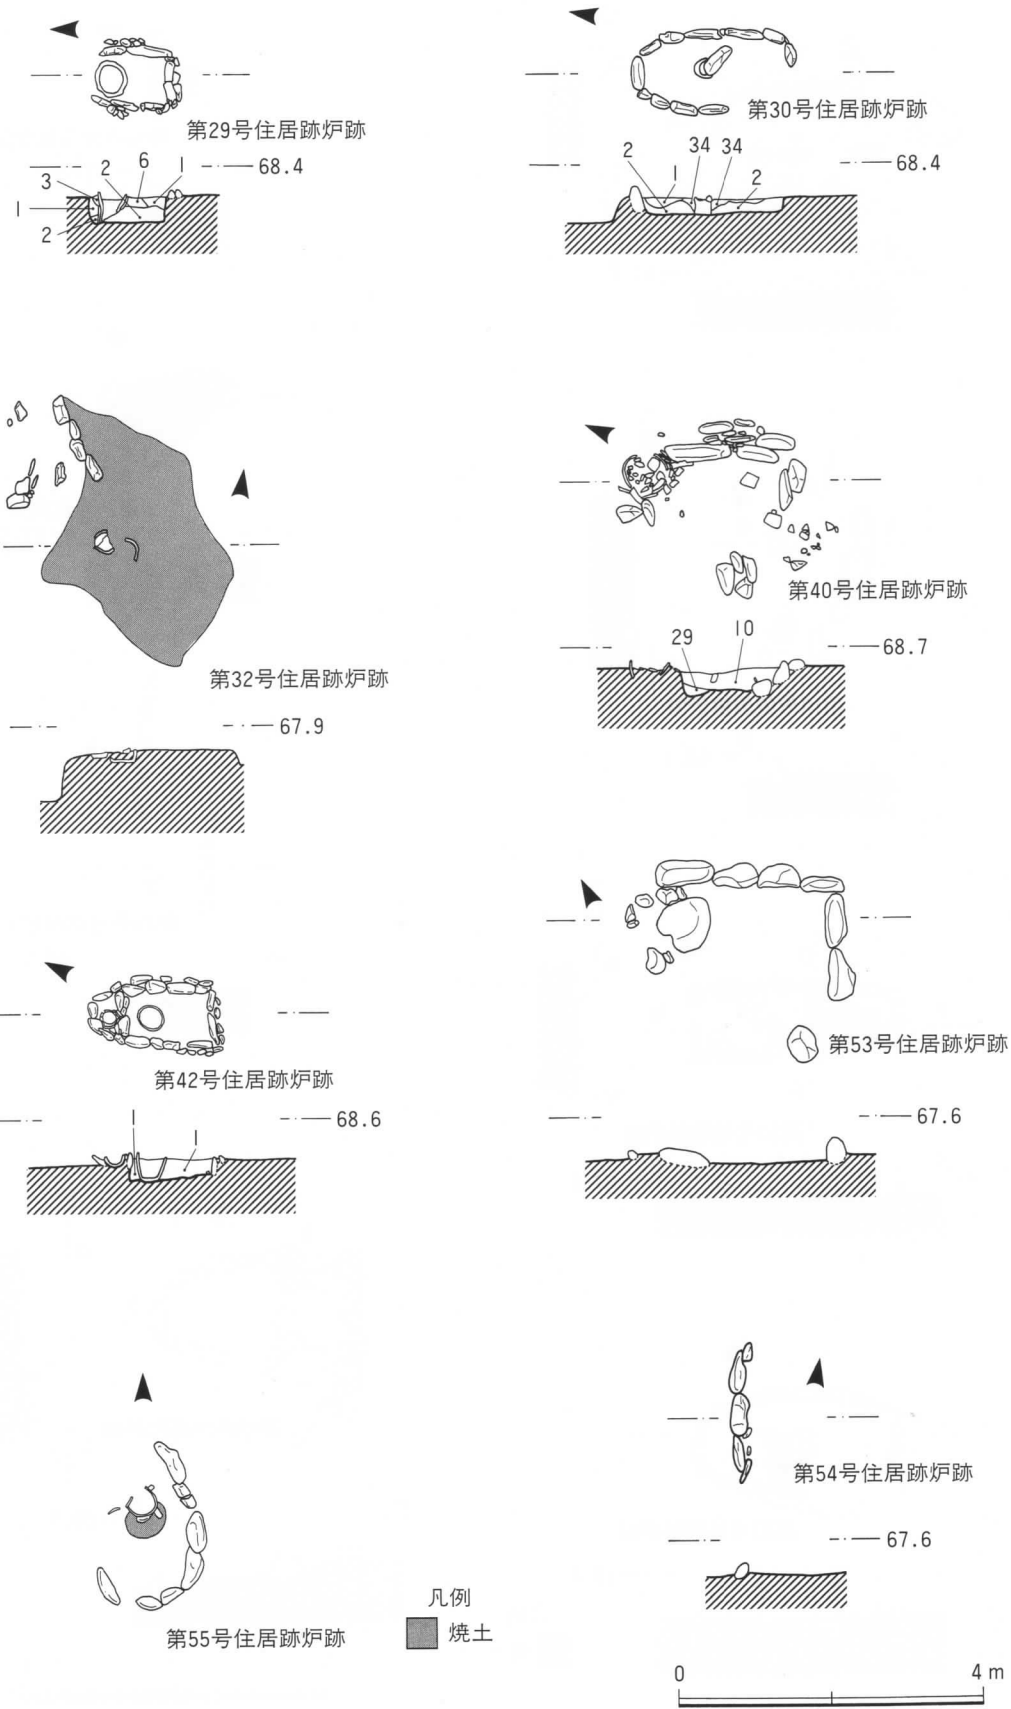 第29号住居跡炉跡
68.4
3
2
6
1
1
2
第30号住居跡炉跡
68.4
2
1
34
34
2
第32号住居跡炉跡
67.9
第40号住居跡炉跡
68.7
29
10
第42号住居跡炉跡
68.6
1
1
第53号住居跡炉跡
67.6
第54号住居跡炉跡
67.6
第55号住居跡炉跡
凡例
焼土
0
4 m